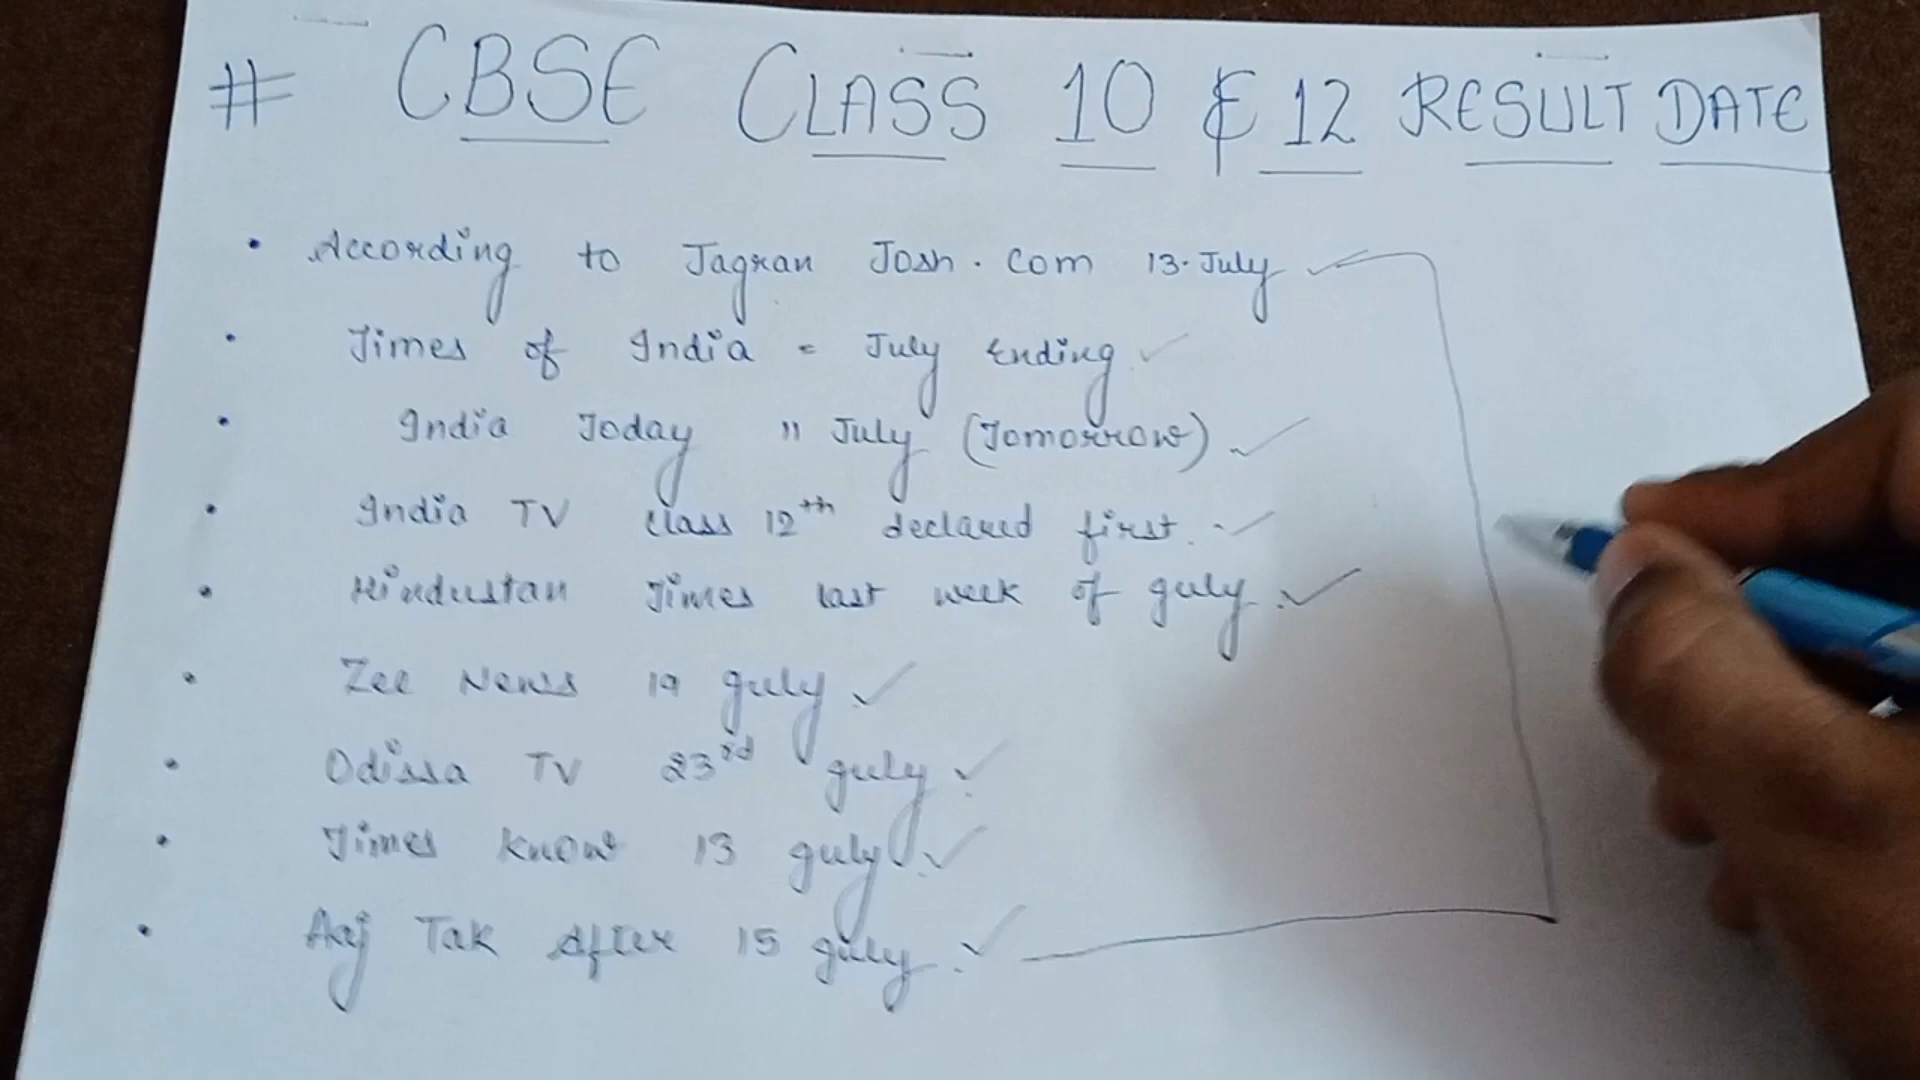 # CBSE CLASS 10 & 12 RESULT DATE
• According to Jagran Josh.com 13.July
• Times of India = July Ending
• India Today " July (Tomorrow)
• India TV class 12th declared first.
• Hindustan Times last week of july.
• Zee News 19 july.
• Odissa TV 23rd july.
• Times know 13 july.
• Aaj Tak After 15 july.